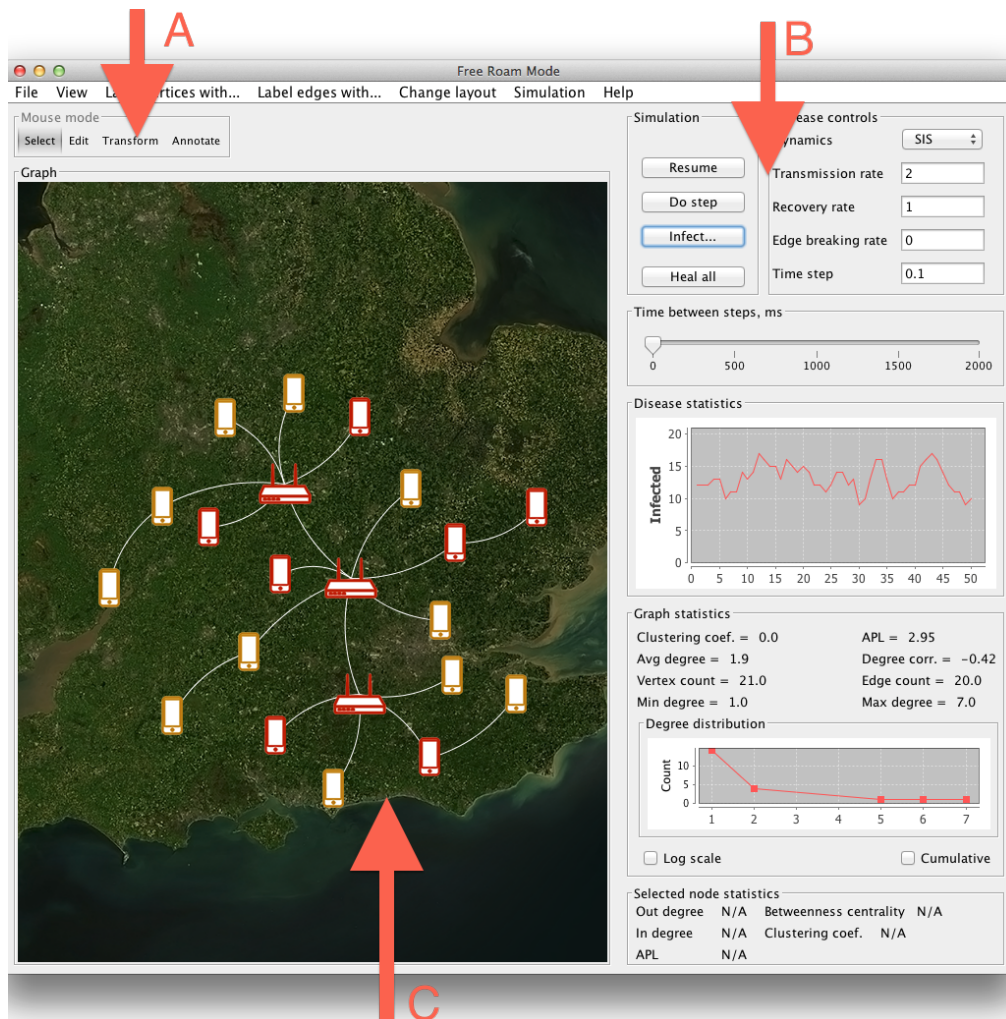 A
B
Free Roam Mode
File View La rtices with... Label edges with... Change layout Simulation Help
Mouse mode
Select Edit Transform Annotate
Graph
Simulation
Resume
Do step
Infect...
Heal all
ease controls
ynamics SIS
Transmission rate 2
Recovery rate 1
Edge breaking rate 0
Time step 0.1
Time between steps, ms
0 500 1000 1500 2000
Disease statistics
Infected
20
15
10
5
0
0 5 10 15 20 25 30 35 40 45 50
Graph statistics
Clustering coef. = 0.0 APL = 2.95
Avg degree = 1.9 Degree corr. = -0.42
Vertex count = 21.0 Edge count = 20.0
Min degree = 1.0 Max degree = 7.0
Degree distribution
Count
10
5
0
1 2 3 4 5 6 7
Log scale Cumulative
Selected node statistics
Out degree N/A Betweenness centrality N/A
In degree N/A Clustering coef. N/A
APL N/A
C